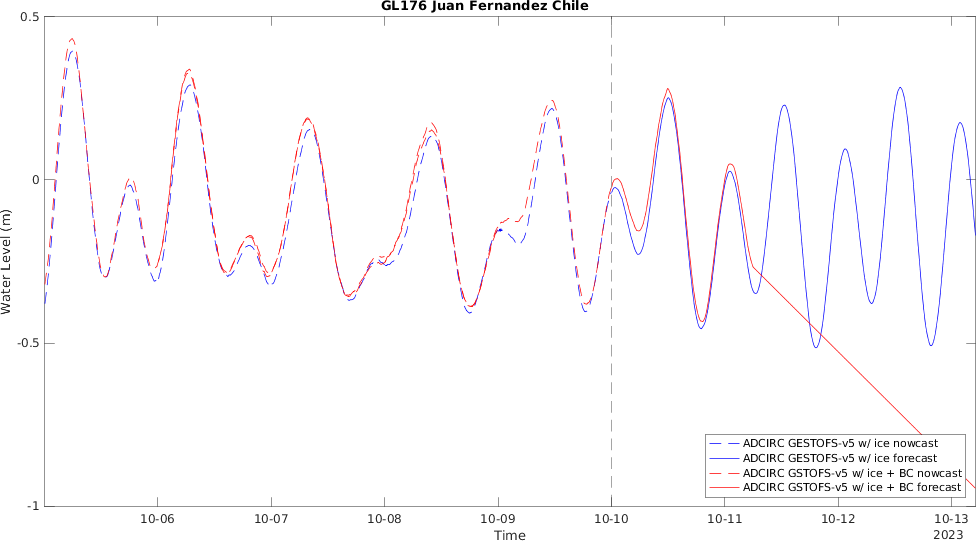 GL176 Juan Fernandez Chile
0.5
0
-0.5
-1
Water Level (m)
10-06 10-07 10-08 10-09 10-10 10-11 10-12 10-13
Time
2023
ADCIRC GESTOFS-v5 w/ ice nowcast
ADCIRC GESTOFS-v5 w/ ice forecast
ADCIRC GSTOFS-v5 w/ ice + BC nowcast
ADCIRC GSTOFS-v5 w/ ice + BC forecast